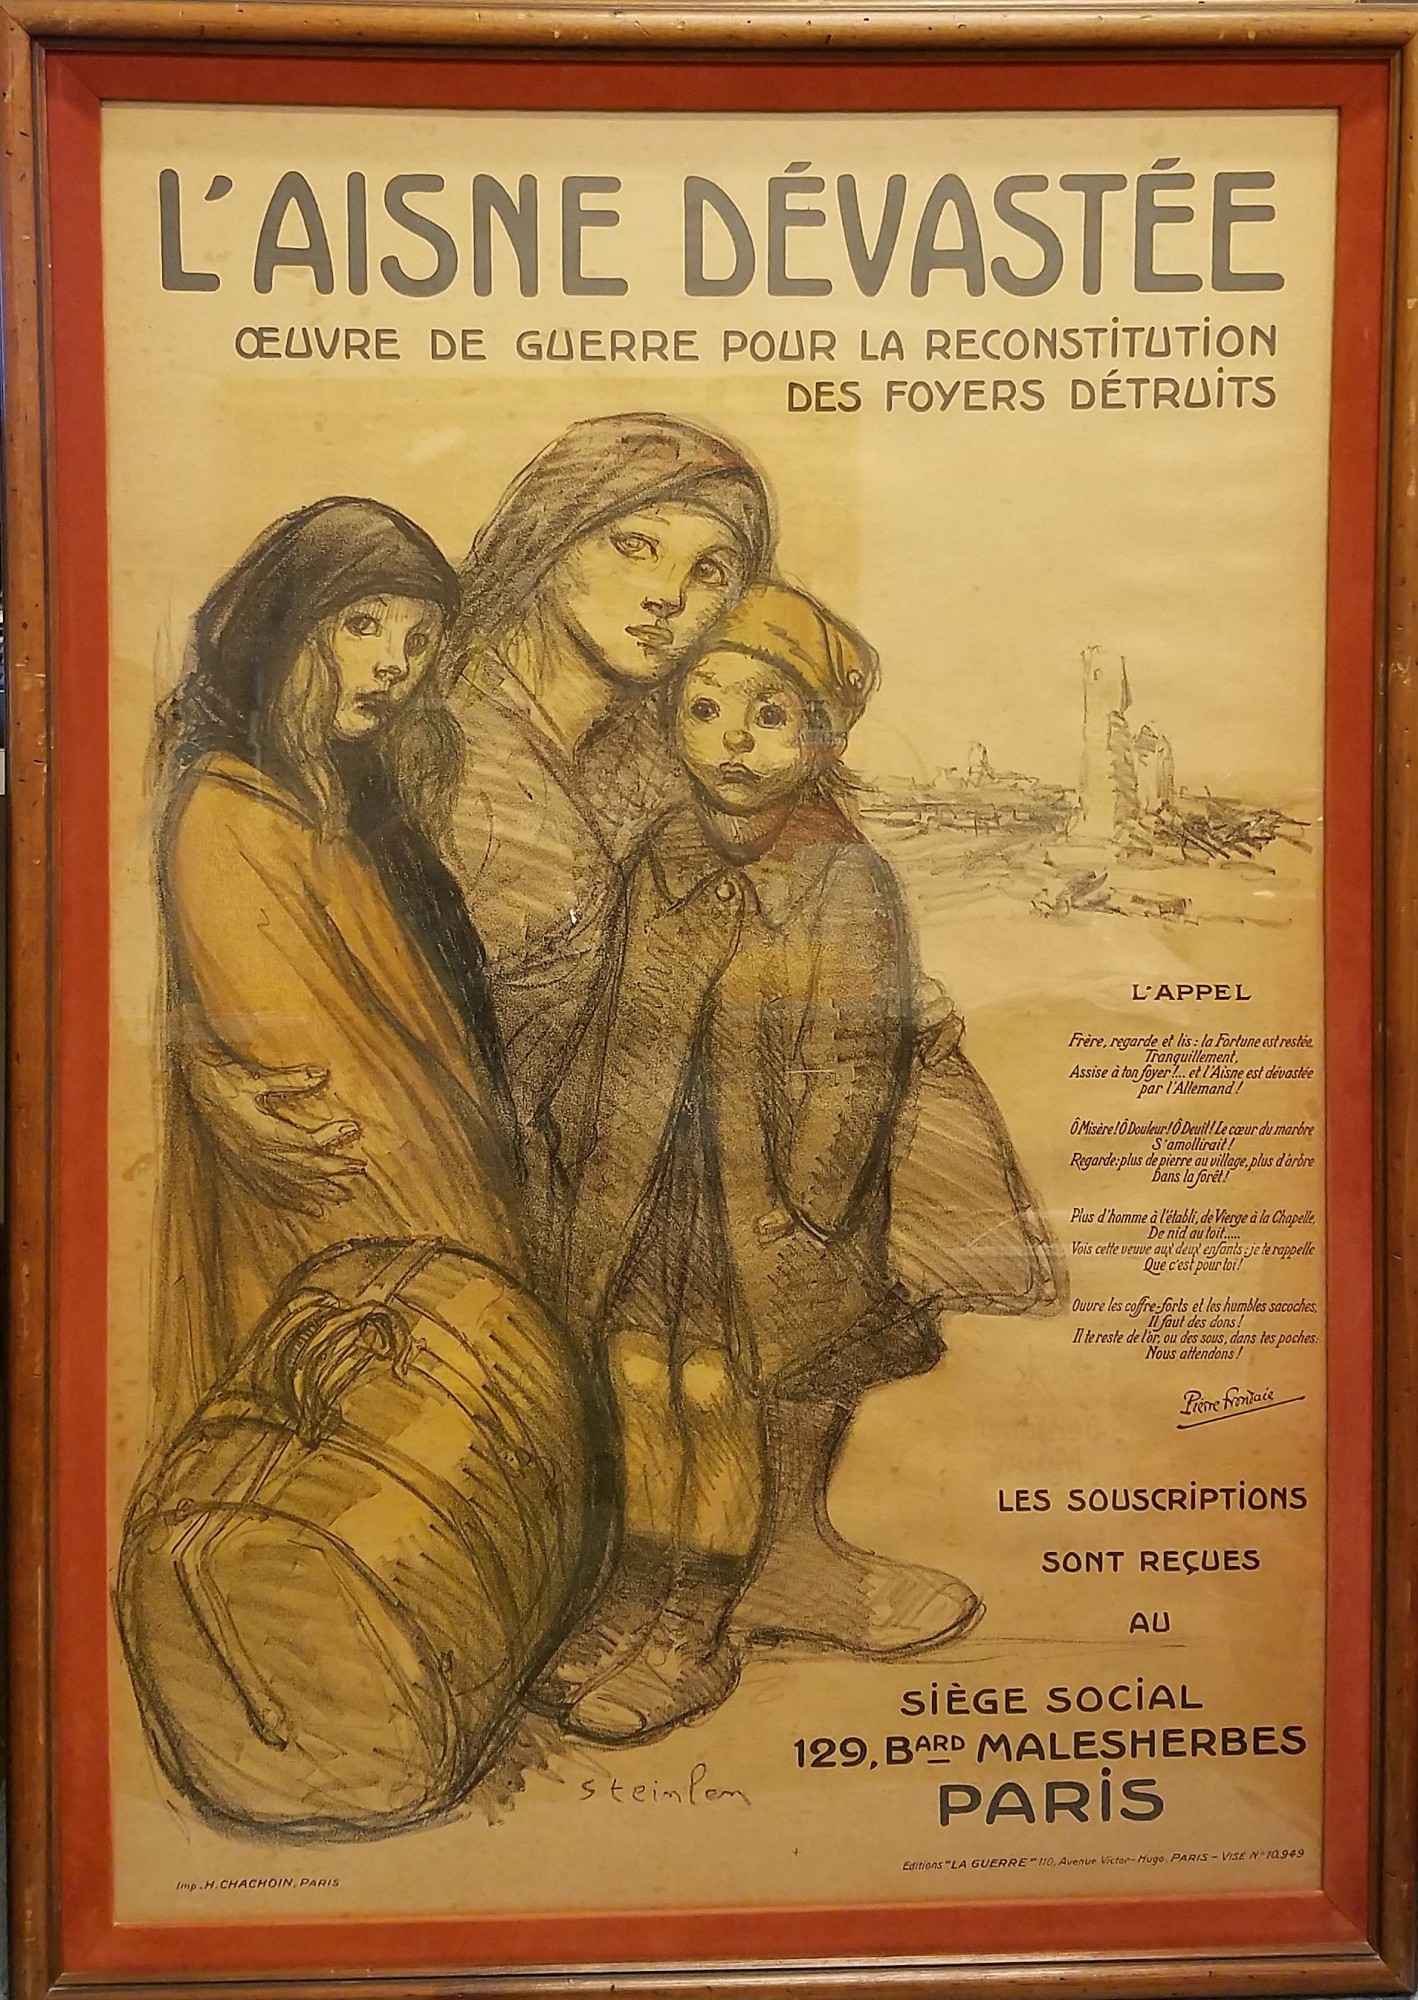 L'AISNE DÉVASTÉE
ŒUVRE DE GUERRE POUR LA RECONSTITUTION
DES FOYERS DÉTRUITS
L'APPEL
Frère, regarde et lis : la Fortune est restée,
Tranquillement,
Assise à ton foyer !... et l'Aisne est dévastée
par l'Allemand !
Ô Misère ! Ô Douleur ! Ô Deuil ! Le cœur du marbre
S'amollirait !
Regarde : plus de pierre au village, plus d'arbre
Dans la forêt !
Plus d'homme à l'établi, de Vierge à la Chapelle,
De nid au toit.....
Vois cette veuve aux deux enfants : je te rappelle
Que c'est pour toi !
Ouvre les coffre-forts et les humbles sacoches,
Il faut des dons !
Il te reste de l'or, ou des sous, dans tes poches :
Nous attendons !
Pierre Frondaie
LES SOUSCRIPTIONS
SONT REÇUES
AU
SIÈGE SOCIAL
129, BARD MALESHERBES
PARIS
Steinlen
Editions "LA GUERRE" 110, Avenue Victor-Hugo, PARIS - VISÉ N° 10.949
Imp. H. CHACHOIN, PARIS